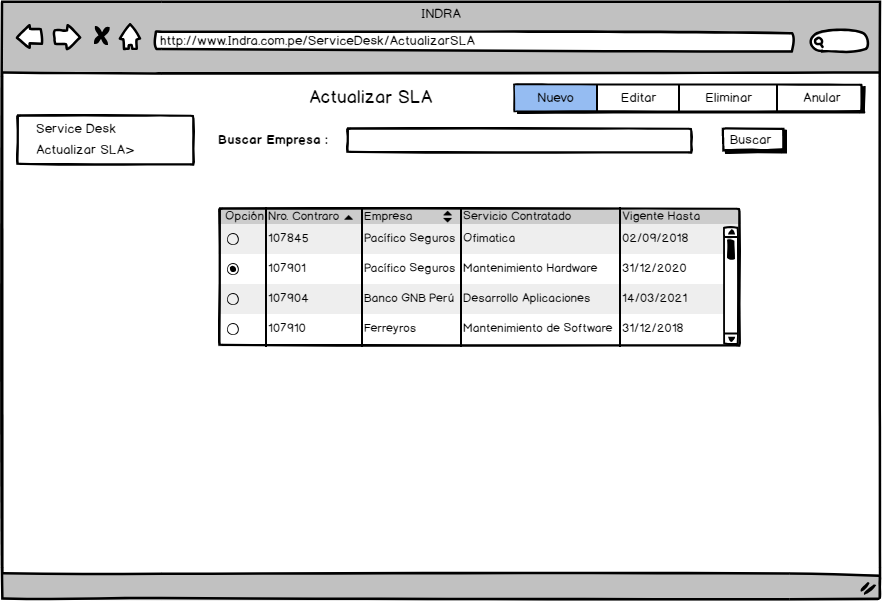 INDRA
http://www.Indra.com.pe/ServiceDesk/ActualizarSLA
Actualizar SLA
Nuevo Editar Eliminar Anular
Service Desk
Actualizar SLA>
Buscar Empresa : Buscar
Opción Nro. Contraro Empresa Servicio Contratado Vigente Hasta
107845 Pacífico Seguros Ofimatica 02/09/2018
107901 Pacífico Seguros Mantenimiento Hardware 31/12/2020
107904 Banco GNB Perú Desarrollo Aplicaciones 14/03/2021
107910 Ferreyros Mantenimiento de Software 31/12/2018